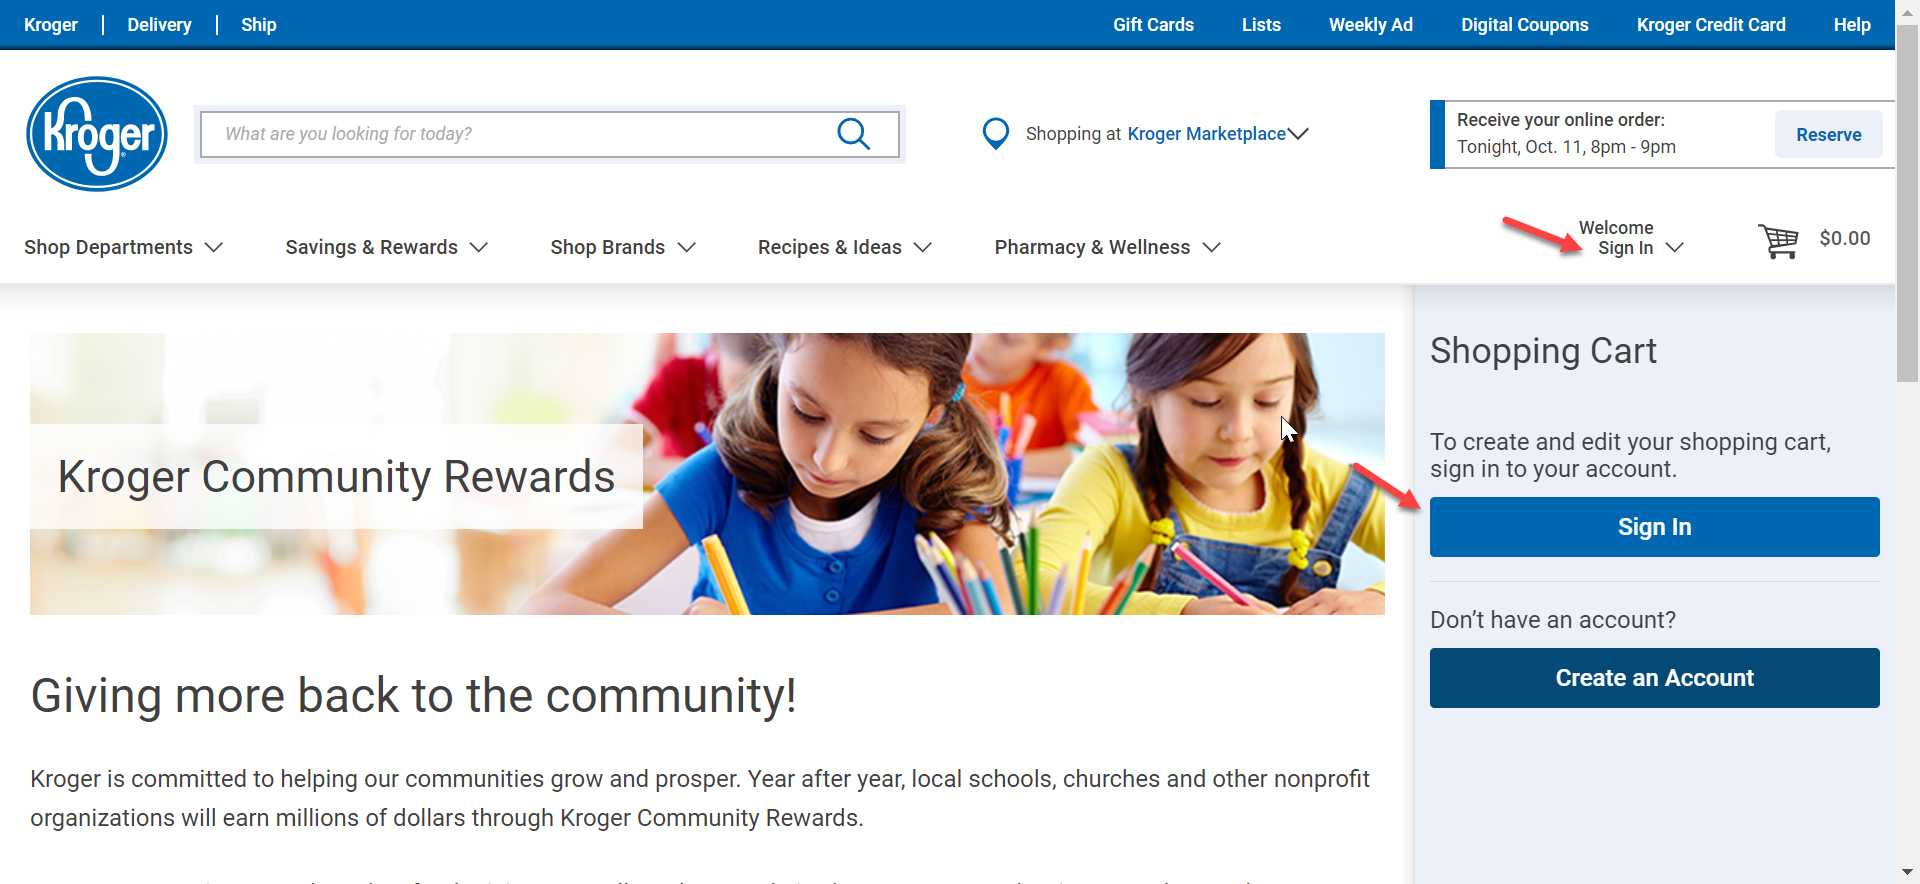 Kroger
Delivery
Ship
Gift Cards
Lists
Weekly Ad
Digital Coupons
Kroger Credit Card
Help
Kroger
What are you looking for today?
Shopping at Kroger Marketplace
Receive your online order:
Tonight, Oct. 11, 8pm - 9pm
Reserve
Shop Departments
Savings & Rewards
Shop Brands
Recipes & Ideas
Pharmacy & Wellness
Welcome
Sign In
$0.00
Kroger Community Rewards
Giving more back to the community!
Kroger is committed to helping our communities grow and prosper. Year after year, local schools, churches and other nonprofit
organizations will earn millions of dollars through Kroger Community Rewards.
Shopping Cart
To create and edit your shopping cart,
sign in to your account.
Sign In
Don’t have an account?
Create an Account